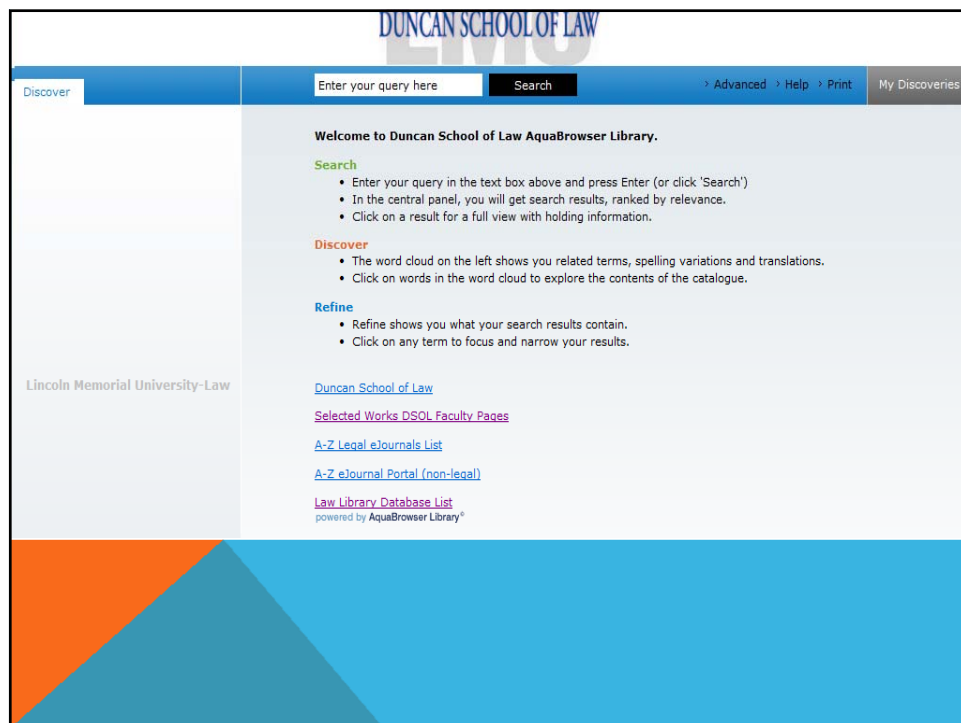 DUNCAN SCHOOL OF LAW
LMU
Discover
Enter your query here
Search
› Advanced › Help › Print
My Discoveries
Welcome to Duncan School of Law AquaBrowser Library.
Search
• Enter your query in the text box above and press Enter (or click 'Search')
• In the central panel, you will get search results, ranked by relevance.
• Click on a result for a full view with holding information.
Discover
• The word cloud on the left shows you related terms, spelling variations and translations.
• Click on words in the word cloud to explore the contents of the catalogue.
Refine
• Refine shows you what your search results contain.
• Click on any term to focus and narrow your results.
Lincoln Memorial University-Law
Duncan School of Law
Selected Works DSOL Faculty Pages
A-Z Legal eJournals List
A-Z eJournal Portal (non-legal)
Law Library Database List
powered by AquaBrowser Library©